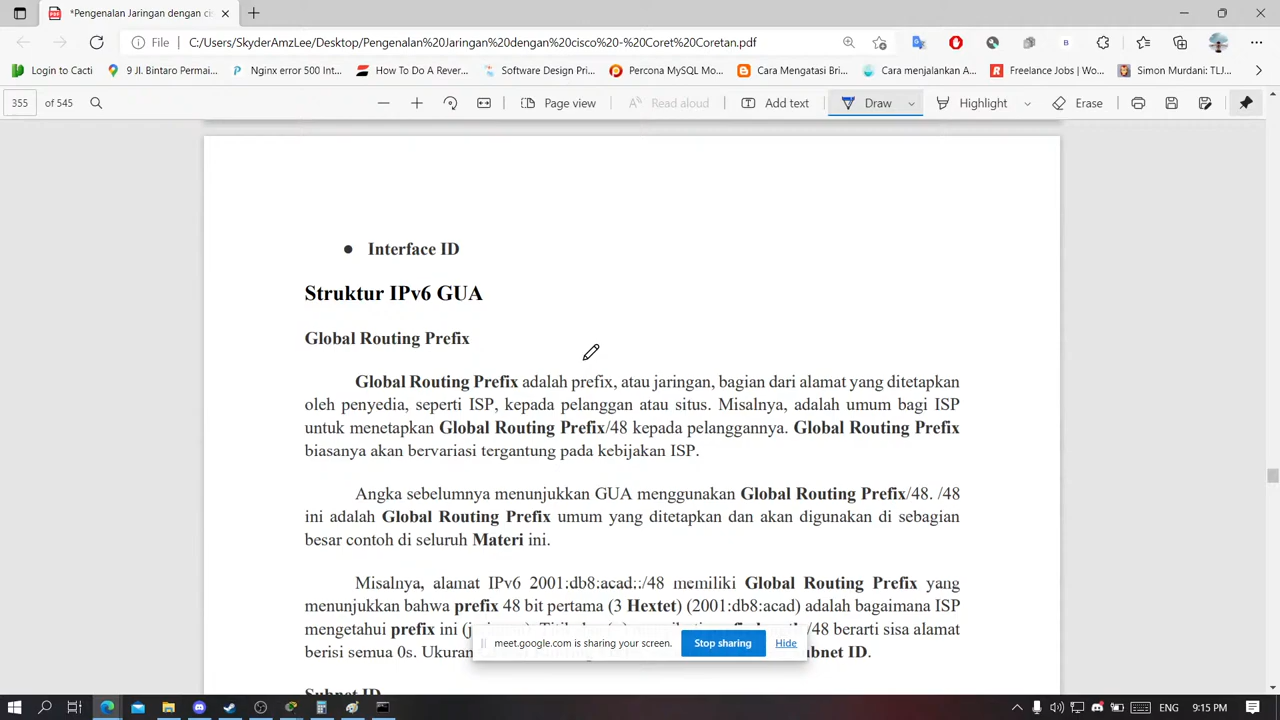 *Pengenalan Jaringan dengan cis
File
C:/Users/SkyderAmzLee/Desktop/Pengenalan%20Jaringan%20dengan%20cisco%20-%20Coret%20Coretan.pdf
Login to Cacti
9 Jl. Bintaro Permai...
Nginx error 500 Int...
How To Do A Rever...
Software Design Pri...
Percona MySQL Mo...
Cara Mengatasi Bri...
Cara menjalankan A...
Freelance Jobs | Wo...
Simon Murdani: TLJ...
355 of 545
Page view
Read aloud
Add text
Draw
Highlight
Erase
● Interface ID
Struktur IPv6 GUA
Global Routing Prefix
Global Routing Prefix adalah prefix, atau jaringan, bagian dari alamat yang ditetapkan
oleh penyedia, seperti ISP, kepada pelanggan atau situs. Misalnya, adalah umum bagi ISP
untuk menetapkan Global Routing Prefix/48 kepada pelanggannya. Global Routing Prefix
biasanya akan bervariasi tergantung pada kebijakan ISP.
Angka sebelumnya menunjukkan GUA menggunakan Global Routing Prefix/48. /48
ini adalah Global Routing Prefix umum yang ditetapkan dan akan digunakan di sebagian
besar contoh di seluruh Materi ini.
Misalnya, alamat IPv6 2001:db8:acad::/48 memiliki Global Routing Prefix yang
menunjukkan bahwa prefix 48 bit pertama (3 Hextet) (2001:db8:acad) adalah bagaimana ISP
mengetahui prefix ini /48 berarti sisa alamat
berisi semua 0s. Ukuran ubnet ID.
meet.google.com is sharing your screen.
Stop sharing
Hide
Subnet ID
9:15 PM